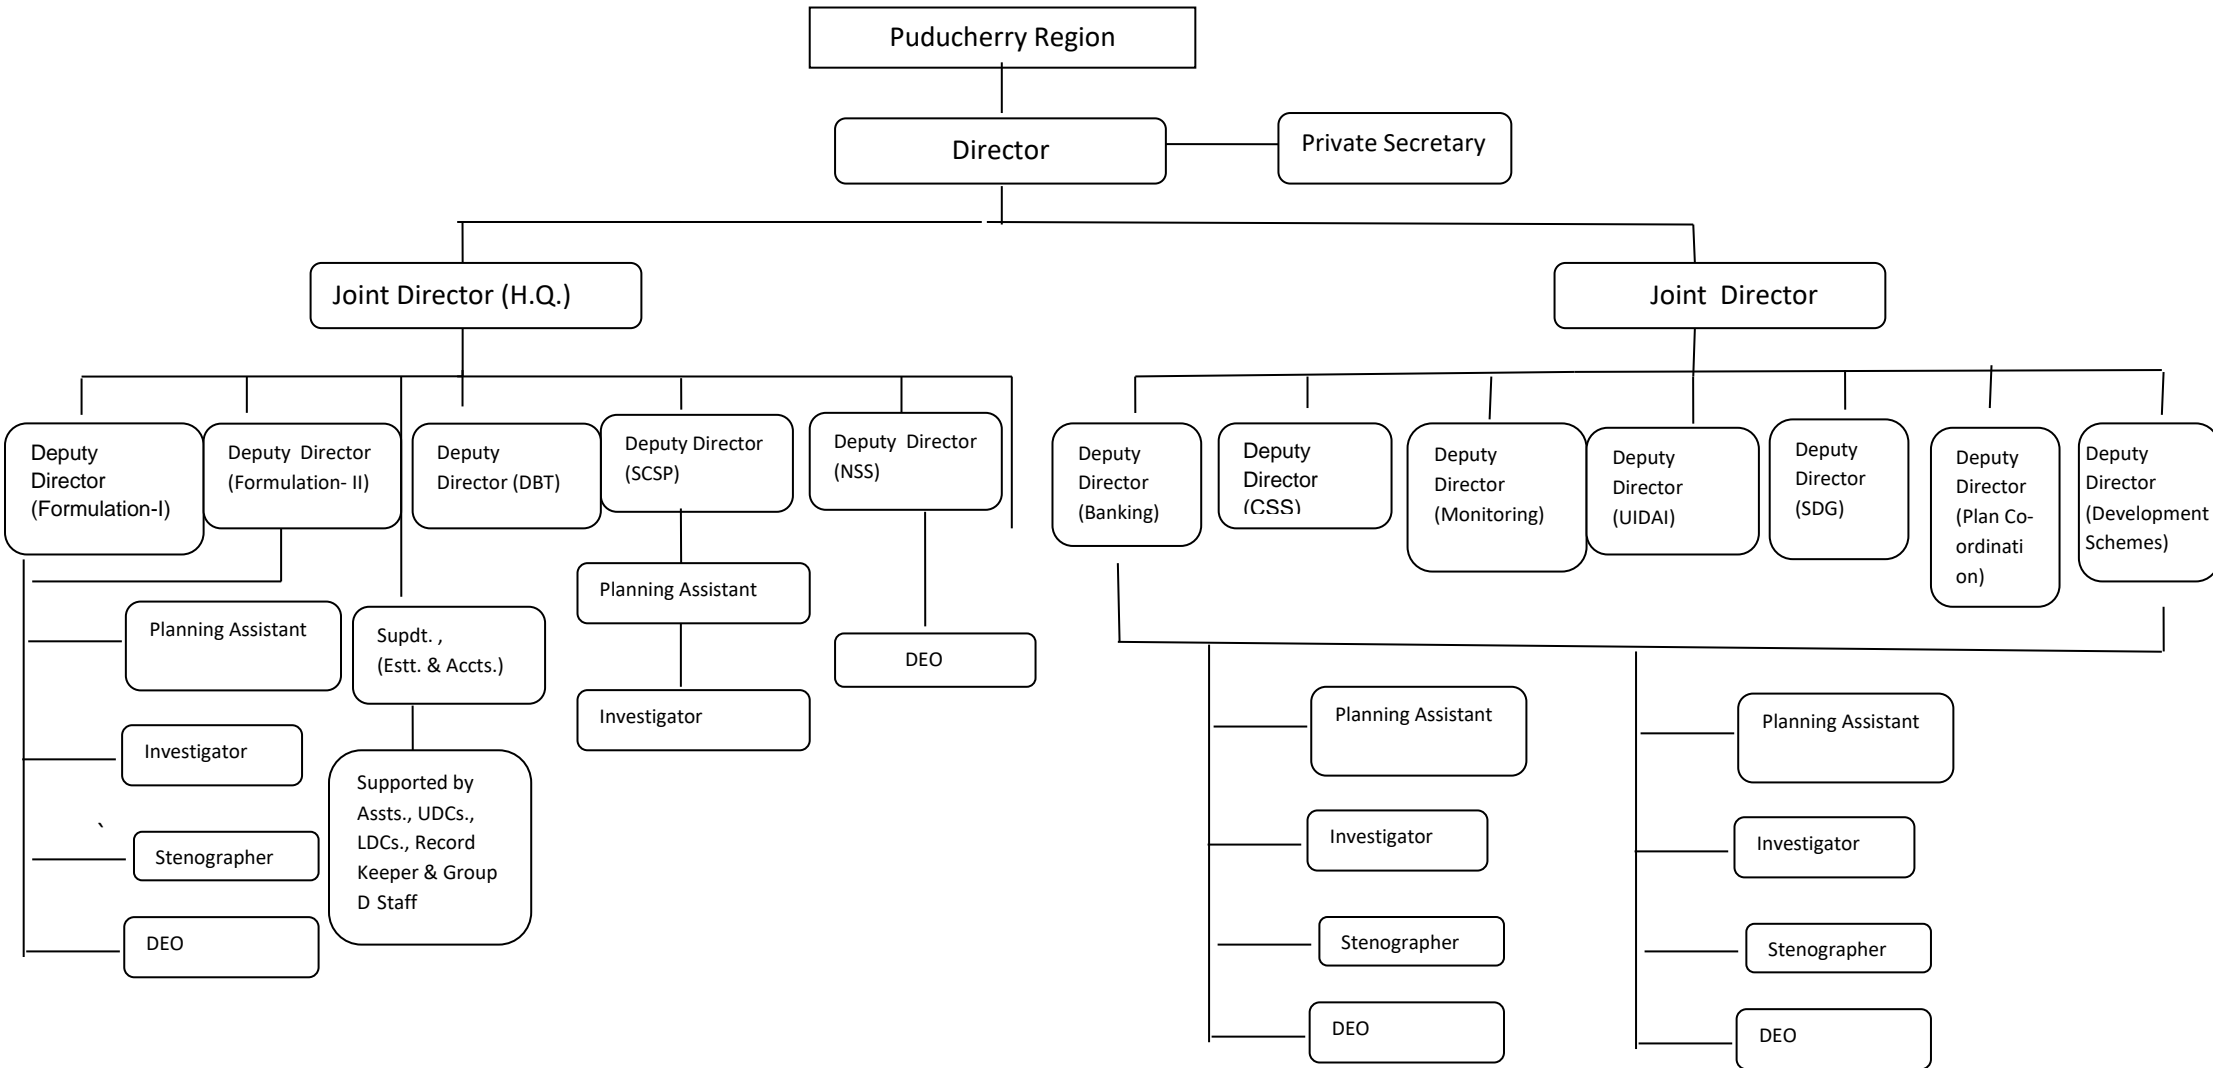 Puducherry Region
Director
Private Secretary
Joint Director (H.Q.)
Joint Director
Deputy
Director
(Formulation-I)
Deputy Director
(Formulation- II)
Deputy
Director (DBT)
Deputy Director
(SCSP)
Deputy Director
(NSS)
Deputy
Director
(Banking)
Deputy
Director
(CSS)
Deputy
Director
(Monitoring)
Deputy
Director
(UIDAI)
Deputy
Director
(SDG)
Deputy
Director
(Plan Co-
ordinati
on)
Deputy
Director
(Development
Schemes)
Planning Assistant
Investigator
`
Stenographer
DEO
Supdt. ,
(Estt. & Accts.)
Supported by
Assts., UDCs.,
LDCs., Record
Keeper & Group
D Staff
Planning Assistant
Investigator
DEO
Planning Assistant
Investigator
Stenographer
DEO
Planning Assistant
Investigator
Stenographer
DEO